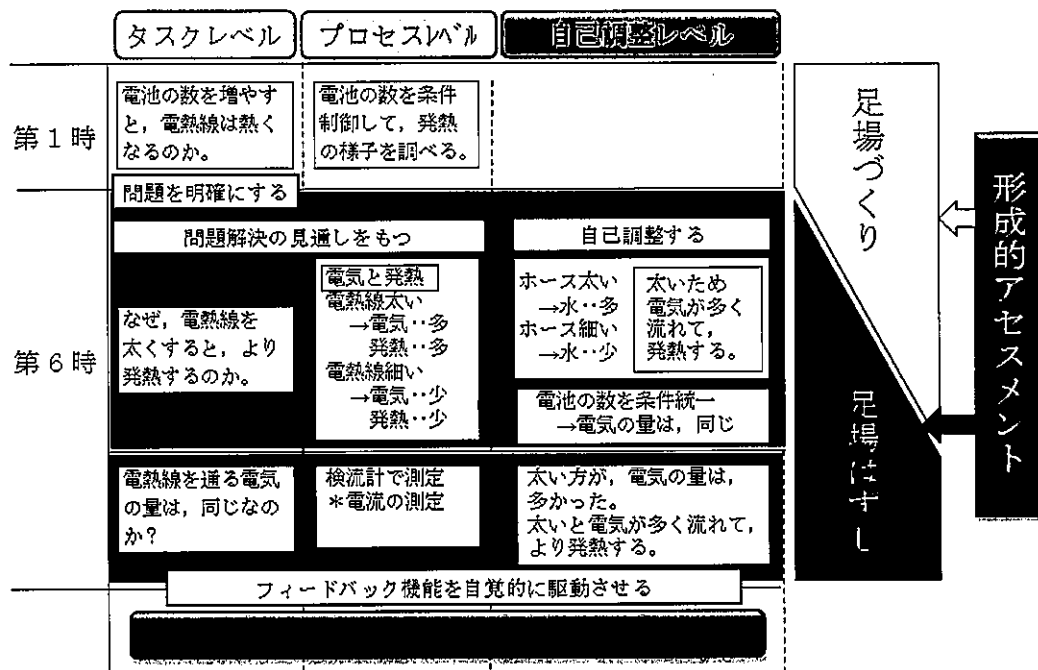 タスクレベル
プロセスレベル
自己調整レベル
第1時
電池の数を増やす
と，電熱線は熱く
なるのか。
電池の数を条件
制御して，発熱
の様子を調べる。
問題を明確にする
問題解決の見通しをもつ
自己調整する
第6時
なぜ，電熱線を
太くすると，より
発熱するのか。
電気と発熱
電熱線太い
→電気‥多
発熱‥多
電熱線細い
→電気‥少
発熱‥少
ホース太い
→水‥多
ホース細い
→水‥少
太いため
電気が多く
流れて，
発熱する。
電池の数を条件統一
→電気の量は，同じ
電熱線を通る電気
の量は，同じなの
か？
検流計で測定
＊電流の測定
太い方が，電気の量は，
多かった。
太いと電気が多く流れて，
より発熱する。
フィードバック機能を自覚的に駆動させる
足場づくり
足場はずし
形成的アセスメント